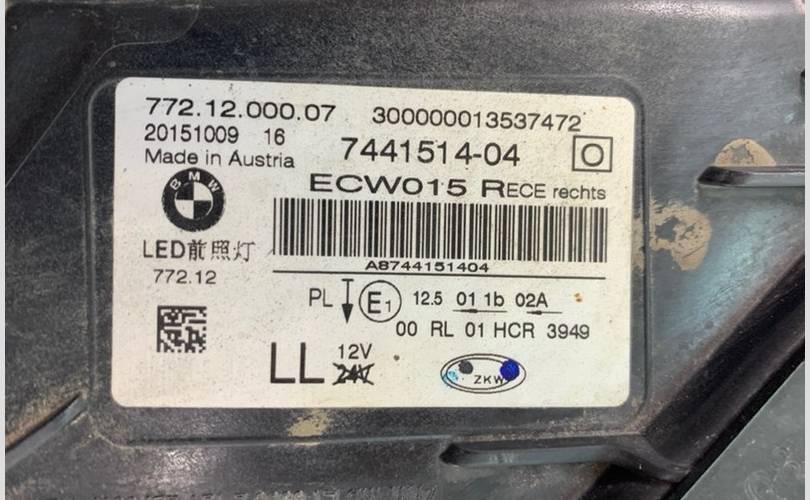 772.12.000.07 300000013537472
20151009 16 7441514-04 O
Made in Austria
ECW015 RECE rechts
BMW
A8744151404
LED前照灯
772.12
PL E1 12.5 01 1b 02A
00 RL 01 HCR 3949
LL 12V
24V
ZKW